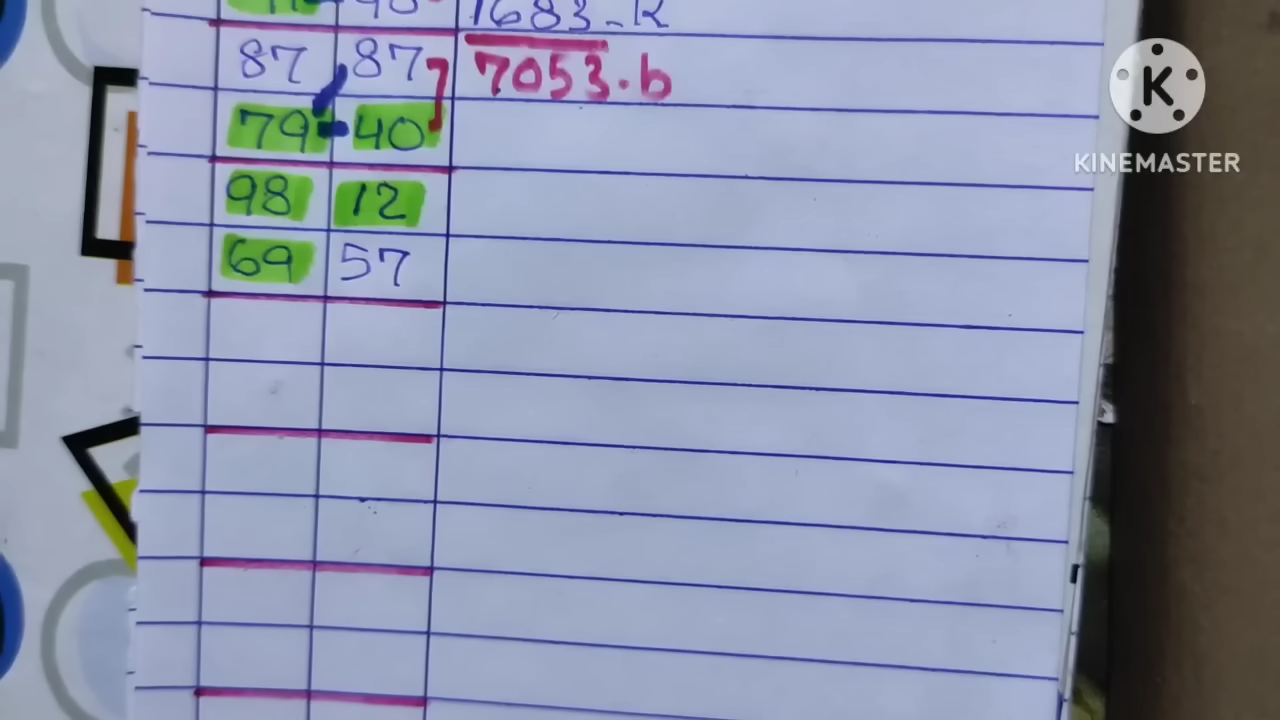 1683-K
87 87 7053.b
79-40
98 12
69 57
K
KINEMASTER